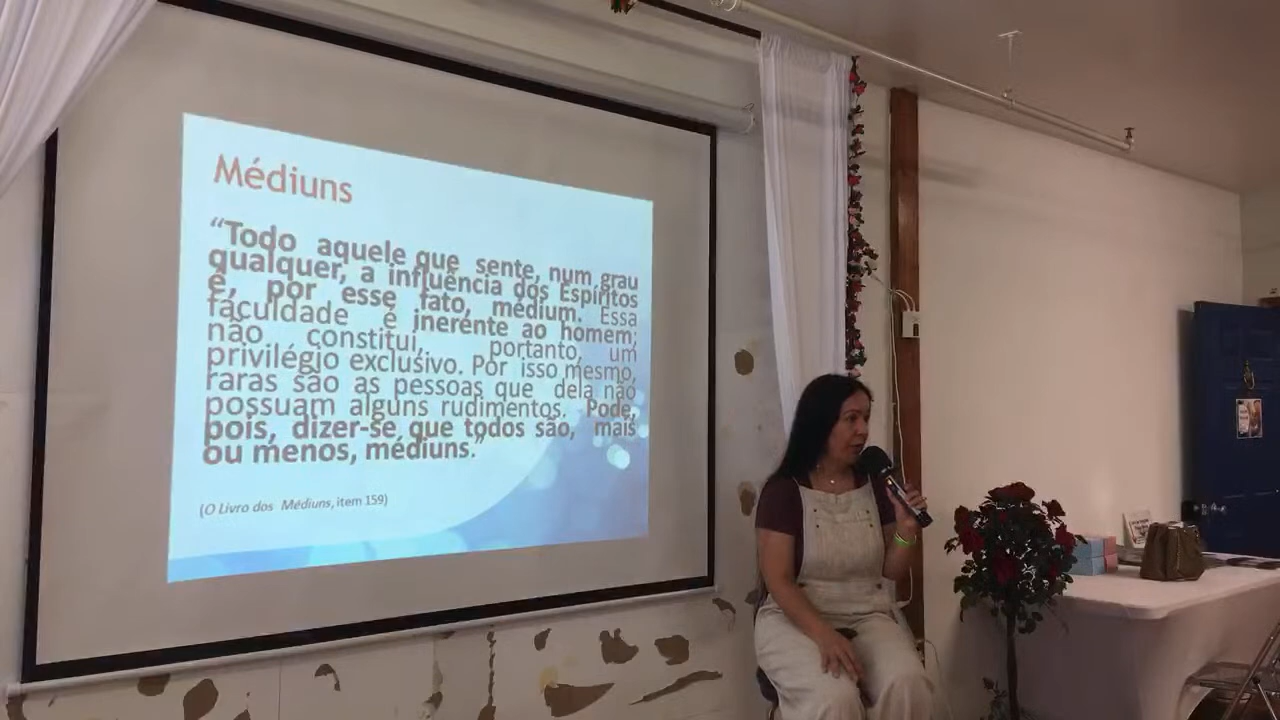 Médiuns
“Todo aquele que sente, num grau
qualquer, a influência dos Espíritos
é, por esse fato, médium. Essa
faculdade é inerente ao homem;
não constitui, portanto, um
privilégio exclusivo. Por isso mesmo,
raras são as pessoas que dela não
possuam alguns rudimentos. Pode,
pois, dizer-se que todos são, mais
ou menos, médiuns.”
(O Livro dos Médiuns, item 159)